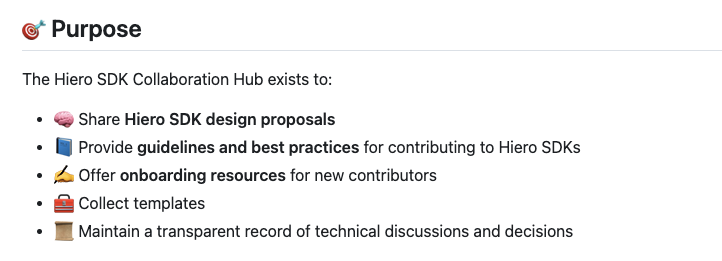 🎯 Purpose
The Hiero SDK Collaboration Hub exists to:
• 🧠 Share Hiero SDK design proposals
• 📘 Provide guidelines and best practices for contributing to Hiero SDKs
• ✍️ Offer onboarding resources for new contributors
• 🧰 Collect templates
• 📜 Maintain a transparent record of technical discussions and decisions